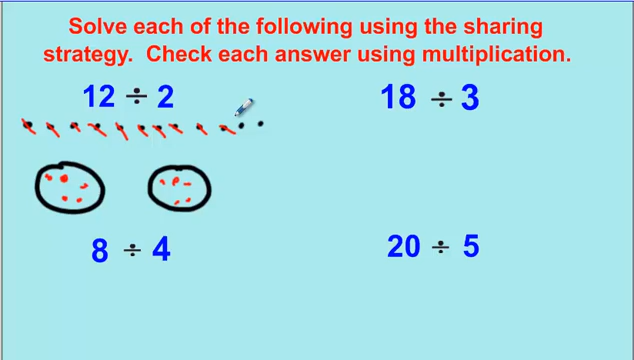 Solve each of the following using the sharing
strategy.  Check each answer using multiplication.
12 ÷ 2
18 ÷ 3
8 ÷ 4
20 ÷ 5